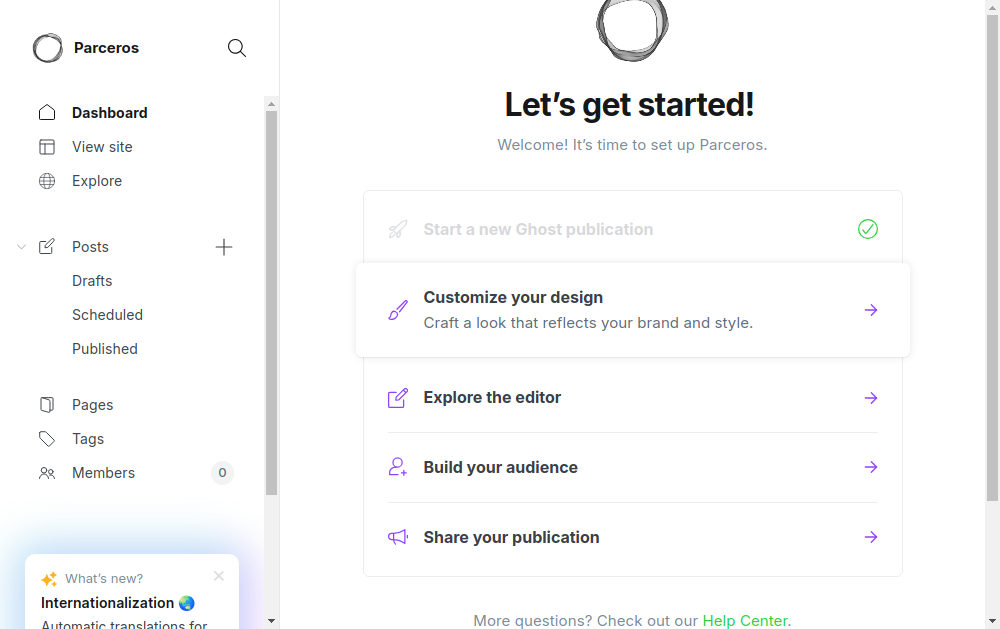 Parceros
Dashboard
View site
Explore
Posts
Drafts
Scheduled
Published
Pages
Tags
Members
0
What's new?
Internationalization 🌏
Automatic translations for
Let's get started!
Welcome! It's time to set up Parceros.
Start a new Ghost publication
Customize your design
Craft a look that reflects your brand and style.
Explore the editor
Build your audience
Share your publication
More questions? Check out our Help Center.